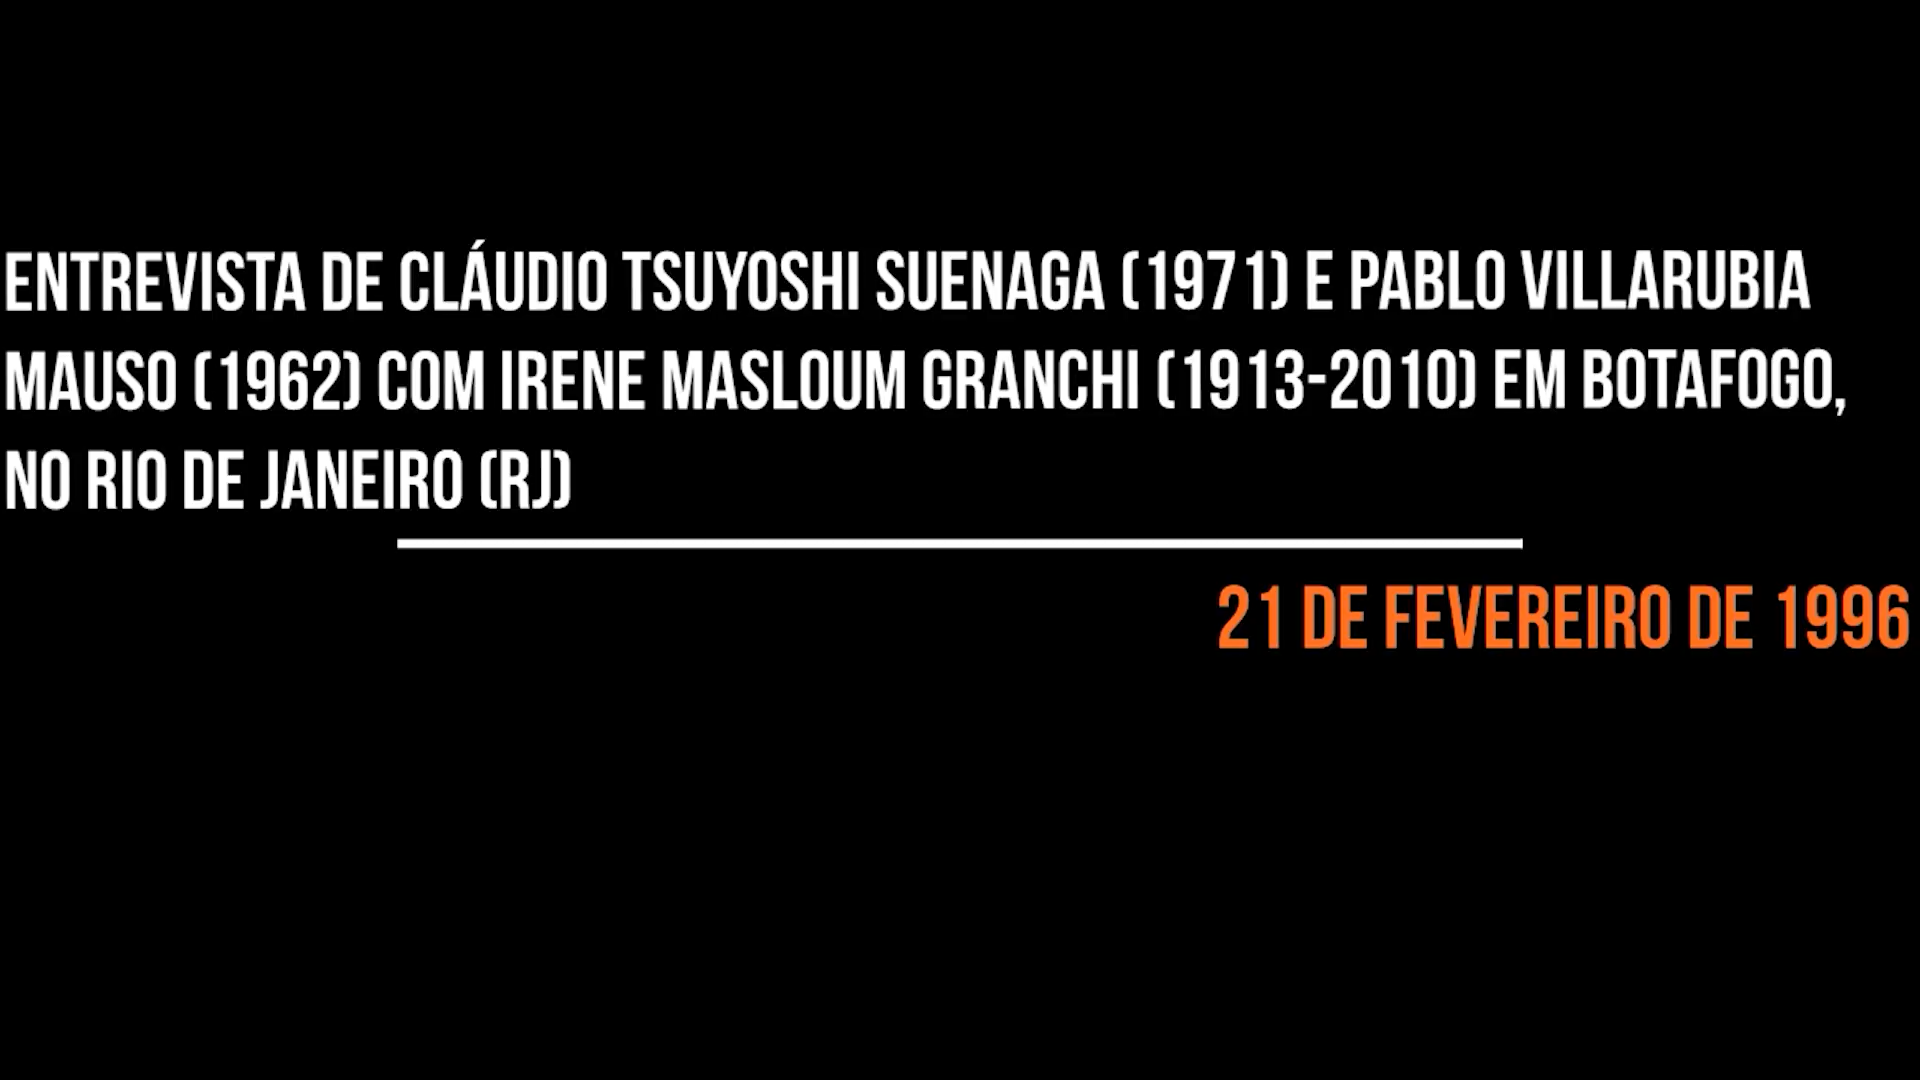 ENTREVISTA DE CLÁUDIO TSUYOSHI SUENAGA (1971) E PABLO VILLARUBIA
MAUSO (1962) COM IRENE MASLOUM GRANCHI (1913-2010) EM BOTAFOGO,
NO RIO DE JANEIRO (RJ)
21 DE FEVEREIRO DE 1996